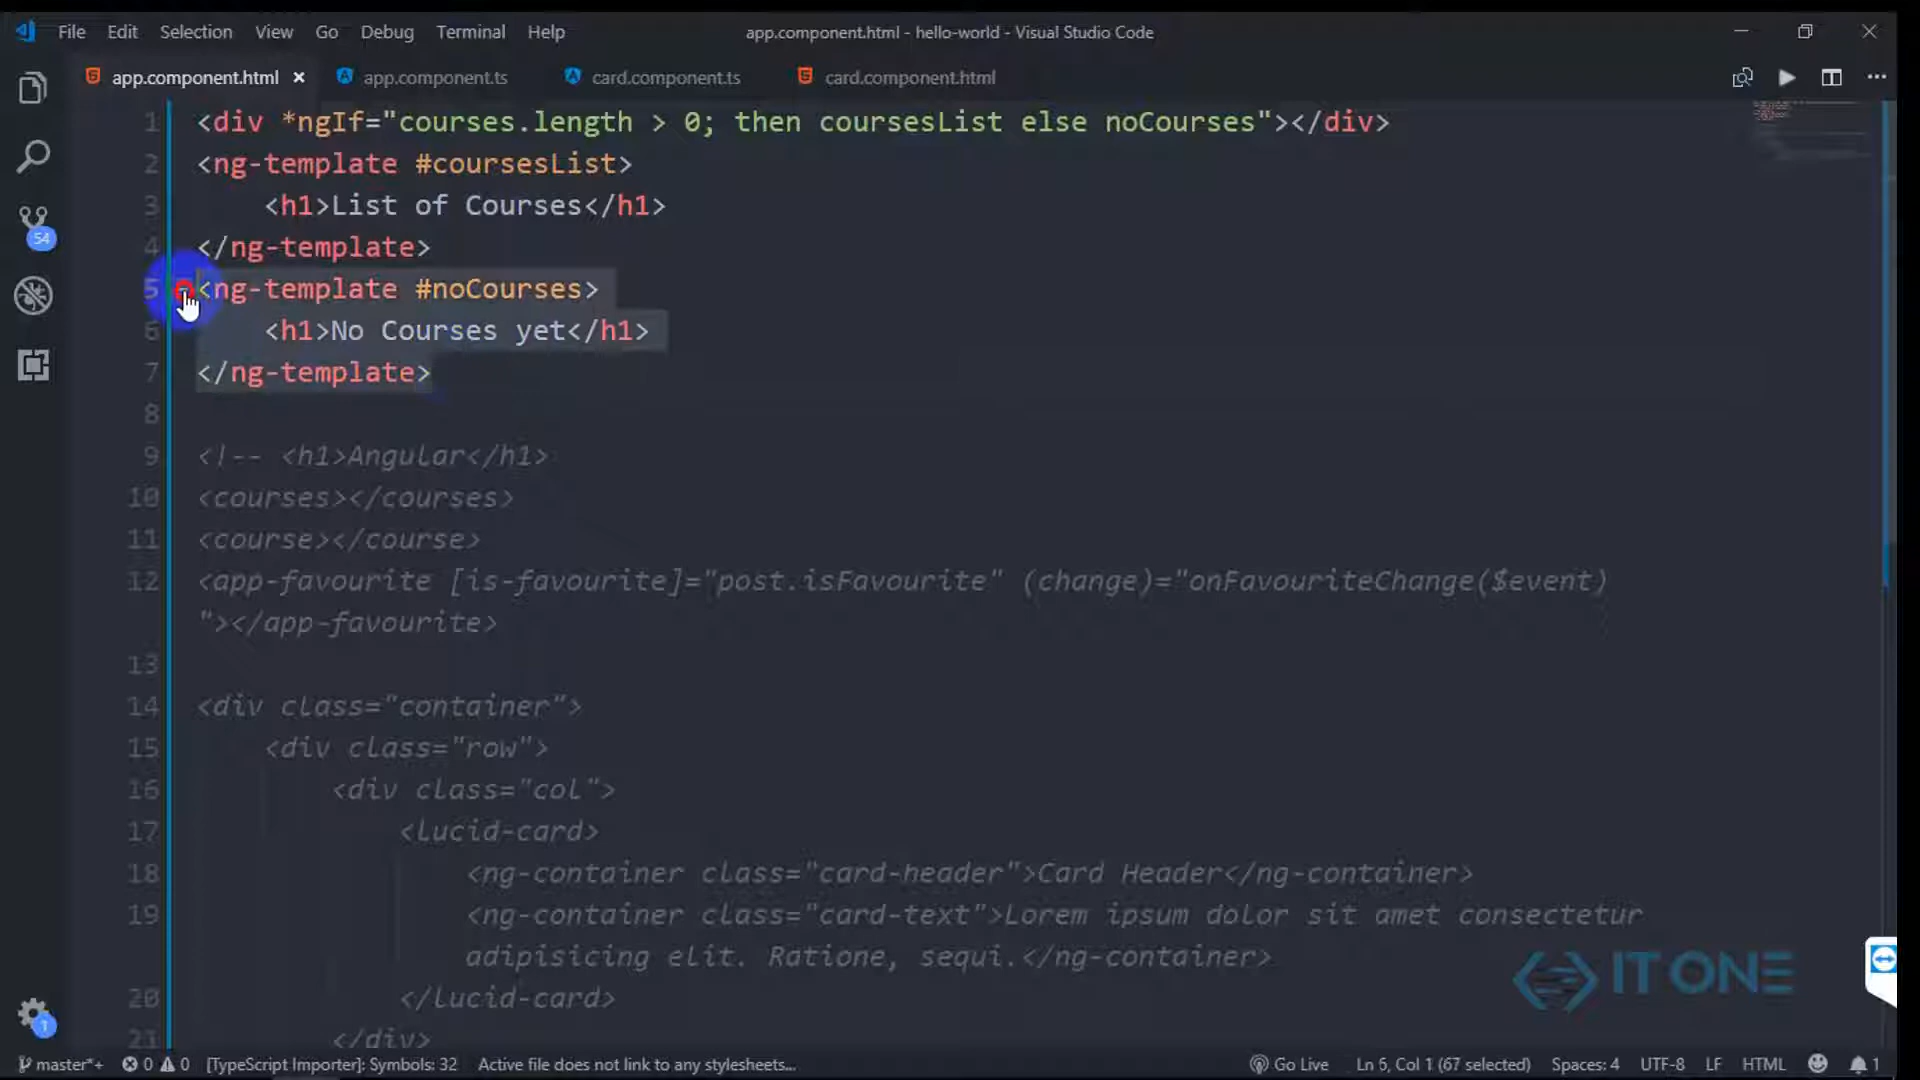 File Edit Selection View Go Debug Terminal Help app.component.html - hello-world - Visual Studio Code
app.component.html app.component.ts card.component.ts card.component.html
1 <div *ngIf="courses.length > 0; then coursesList else noCourses"></div>
2 <ng-template #coursesList>
3 <h1>List of Courses</h1>
4 </ng-template>
5 <ng-template #noCourses>
6 <h1>No Courses yet</h1>
7 </ng-template>
8
9 <!-- <h1>Angular</h1>
10 <courses></courses>
11 <course></course>
12 <app-favourite [is-favourite]="post.isFavourite" (change)="onFavouriteChange($event)
"></app-favourite>
13
14 <div class="container">
15 <div class="row">
16 <div class="col">
17 <lucid-card>
18 <ng-container class="card-header">Card Header</ng-container>
19 <ng-container class="card-text">Lorem ipsum dolor sit amet consectetur
adipisicing elit. Ratione, sequi.</ng-container>
20 </lucid-card>
21 </div>
54
1
IT ONE
master*+ 0 0 [TypeScript Importer]: Symbols: 32 Active file does not link to any stylesheets... Go Live Ln 5, Col 1 (67 selected) Spaces: 4 UTF-8 LF HTML 1